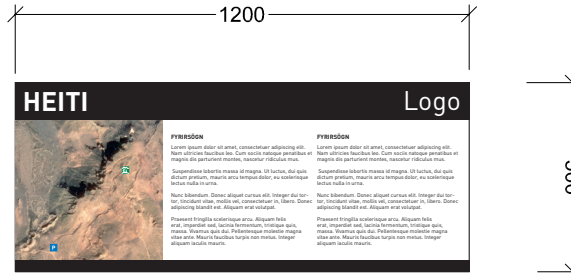 1200
HEITI
Logo
FYRIRSÖGN
Lorem ipsum dolor sit amet, consectetuer adipiscing elit.
Nam ultricies faucibus leo. Cum sociis natoque penatibus et
magnis dis parturient montes, nascetur ridiculus mus.
Suspendisse lobortis massa id magna. Ut luctus, dui quis
dictum pretium, mauris arcu tempus dolor, eu scelerisque
lectus nulla in urna.
Nunc bibendum. Donec aliquet cursus elit. Integer dui tor-
tor, tincidunt vitae, mollis vel, consectetuer in, libero. Donec
adipiscing blandit est. Aliquam erat volutpat.
Praesent fringilla scelerisque arcu. Aliquam felis
erat, imperdiet sed, lacinia fermentum, tristique quis,
massa. Vivamus quis dui. Pellentesque molestie magna
vitae ante. Mauris faucibus turpis non metus. Integer
aliquam iaculis mauris.
FYRIRSÖGN
Lorem ipsum dolor sit amet, consectetuer adipiscing elit.
Nam ultricies faucibus leo. Cum sociis natoque penatibus et
magnis dis parturient montes, nascetur ridiculus mus.
Suspendisse lobortis massa id magna. Ut luctus, dui quis
dictum pretium, mauris arcu tempus dolor, eu scelerisque
lectus nulla in urna.
Nunc bibendum. Donec aliquet cursus elit. Integer dui tor-
tor, tincidunt vitae, mollis vel, consectetuer in, libero. Donec
adipiscing blandit est. Aliquam erat volutpat.
Praesent fringilla scelerisque arcu. Aliquam felis
erat, imperdiet sed, lacinia fermentum, tristique quis,
massa. Vivamus quis dui. Pellentesque molestie magna
vitae ante. Mauris faucibus turpis non metus. Integer
aliquam iaculis mauris.
P